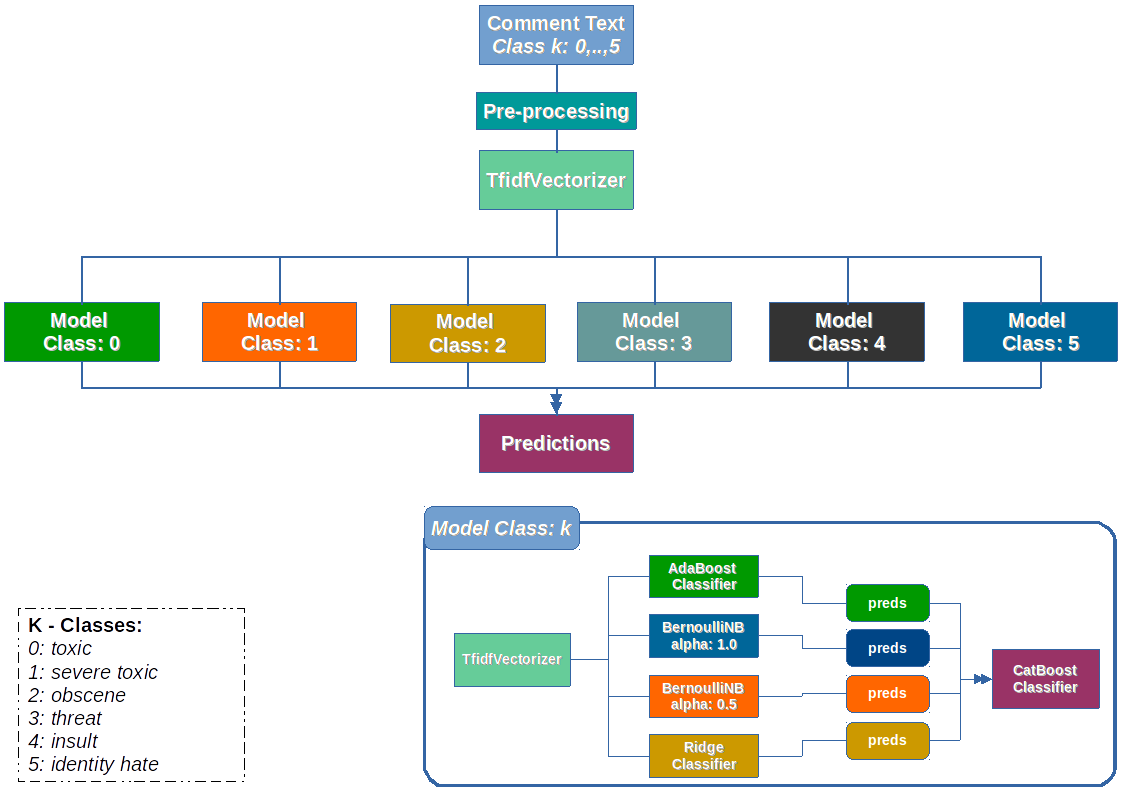 Comment Text
Class k: 0,..,5
Pre-processing
TfidfVectorizer
Model
Class: 0
Model
Class: 1
Model
Class: 2
Model
Class: 3
Model
Class: 4
Model
Class: 5
Predictions
Model Class: k
TfidfVectorizer
AdaBoost
Classifier
BernoulliNB
alpha: 1.0
BernoulliNB
alpha: 0.5
Ridge
Classifier
preds
preds
preds
preds
CatBoost
Classifier
K - Classes:
0: toxic
1: severe toxic
2: obscene
3: threat
4: insult
5: identity hate